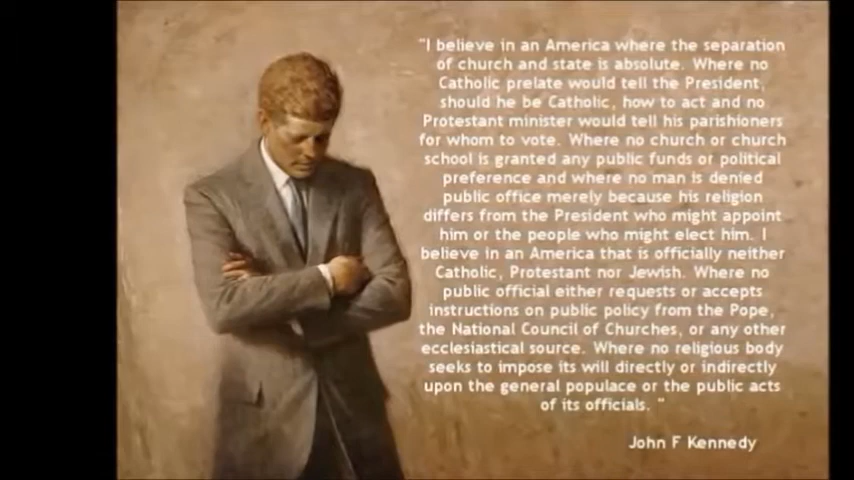 "I believe in an America where the separation
of church and state is absolute. Where no
Catholic prelate would tell the President,
should he be Catholic, how to act and no
Protestant minister would tell his parishioners
for whom to vote. Where no church or church
school is granted any public funds or political
preference and where no man is denied
public office merely because his religion
differs from the President who might appoint
him or the people who might elect him. I
believe in an America that is officially neither
Catholic, Protestant nor Jewish. Where no
public official either requests or accepts
instructions on public policy from the Pope,
the National Council of Churches, or any other
ecclesiastical source. Where no religious body
seeks to impose its will directly or indirectly
upon the general populace or the public acts
of its officials. "
John F Kennedy